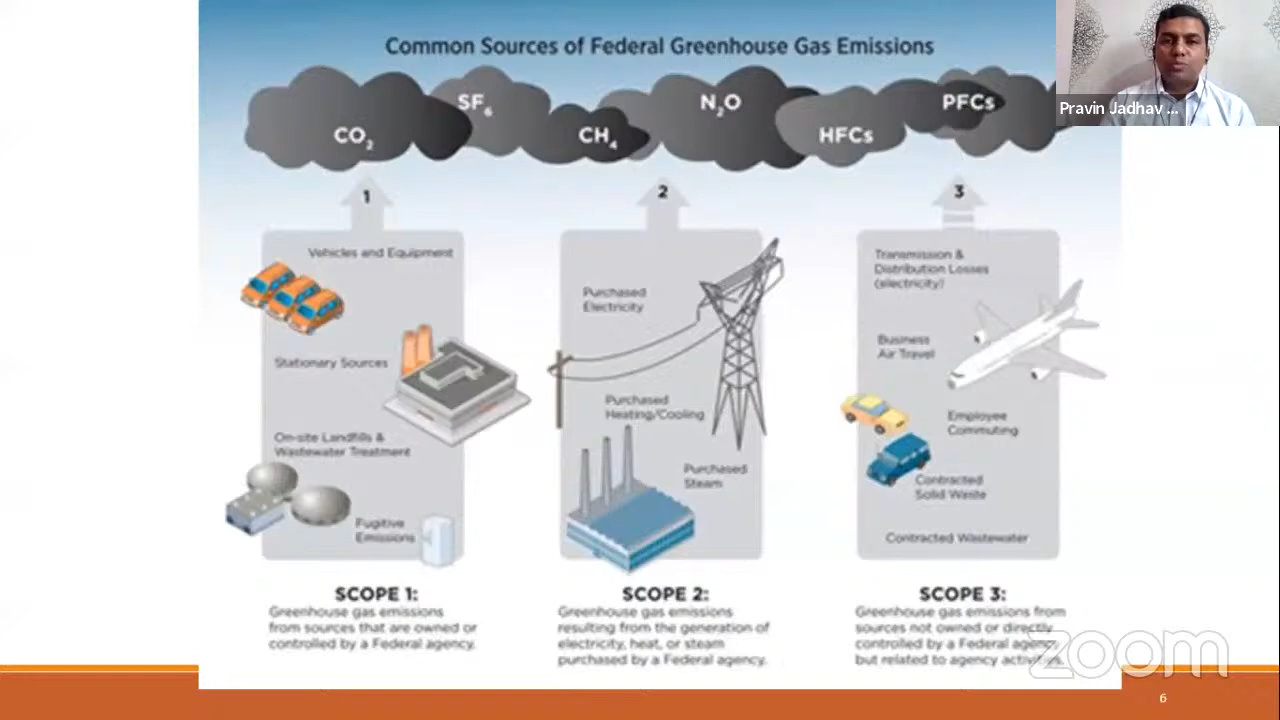 Common Sources of Federal Greenhouse Gas Emissions
Pravin Jadhav ...
CO2
SF6
CH4
N2O
HFCs
PFCs
1
2
3
Vehicles and Equipment
Stationary Sources
On-site Landfills &
Wastewater Treatment
Fugitive
Emissions
Purchased
Electricity
Purchased
Heating/Cooling
Purchased
Steam
Transmission &
Distribution Losses
(electricity)
Business
Air Travel
Employee
Commuting
Contracted
Solid Waste
Contracted Wastewater
SCOPE 1:
Greenhouse gas emissions
from sources that are owned or
controlled by a Federal agency.
SCOPE 2:
Greenhouse gas emissions
resulting from the generation of
electricity, heat, or steam
purchased by a Federal agency.
SCOPE 3:
Greenhouse gas emissions from
sources not owned or directly
controlled by a Federal agency
but related to agency activities.
zoom
6